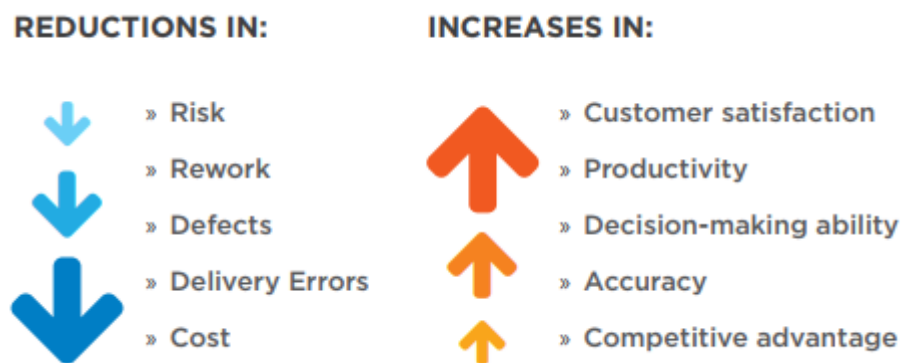 REDUCTIONS IN:
» Risk
» Rework
» Defects
» Delivery Errors
» Cost
INCREASES IN:
» Customer satisfaction
» Productivity
» Decision-making ability
» Accuracy
» Competitive advantage